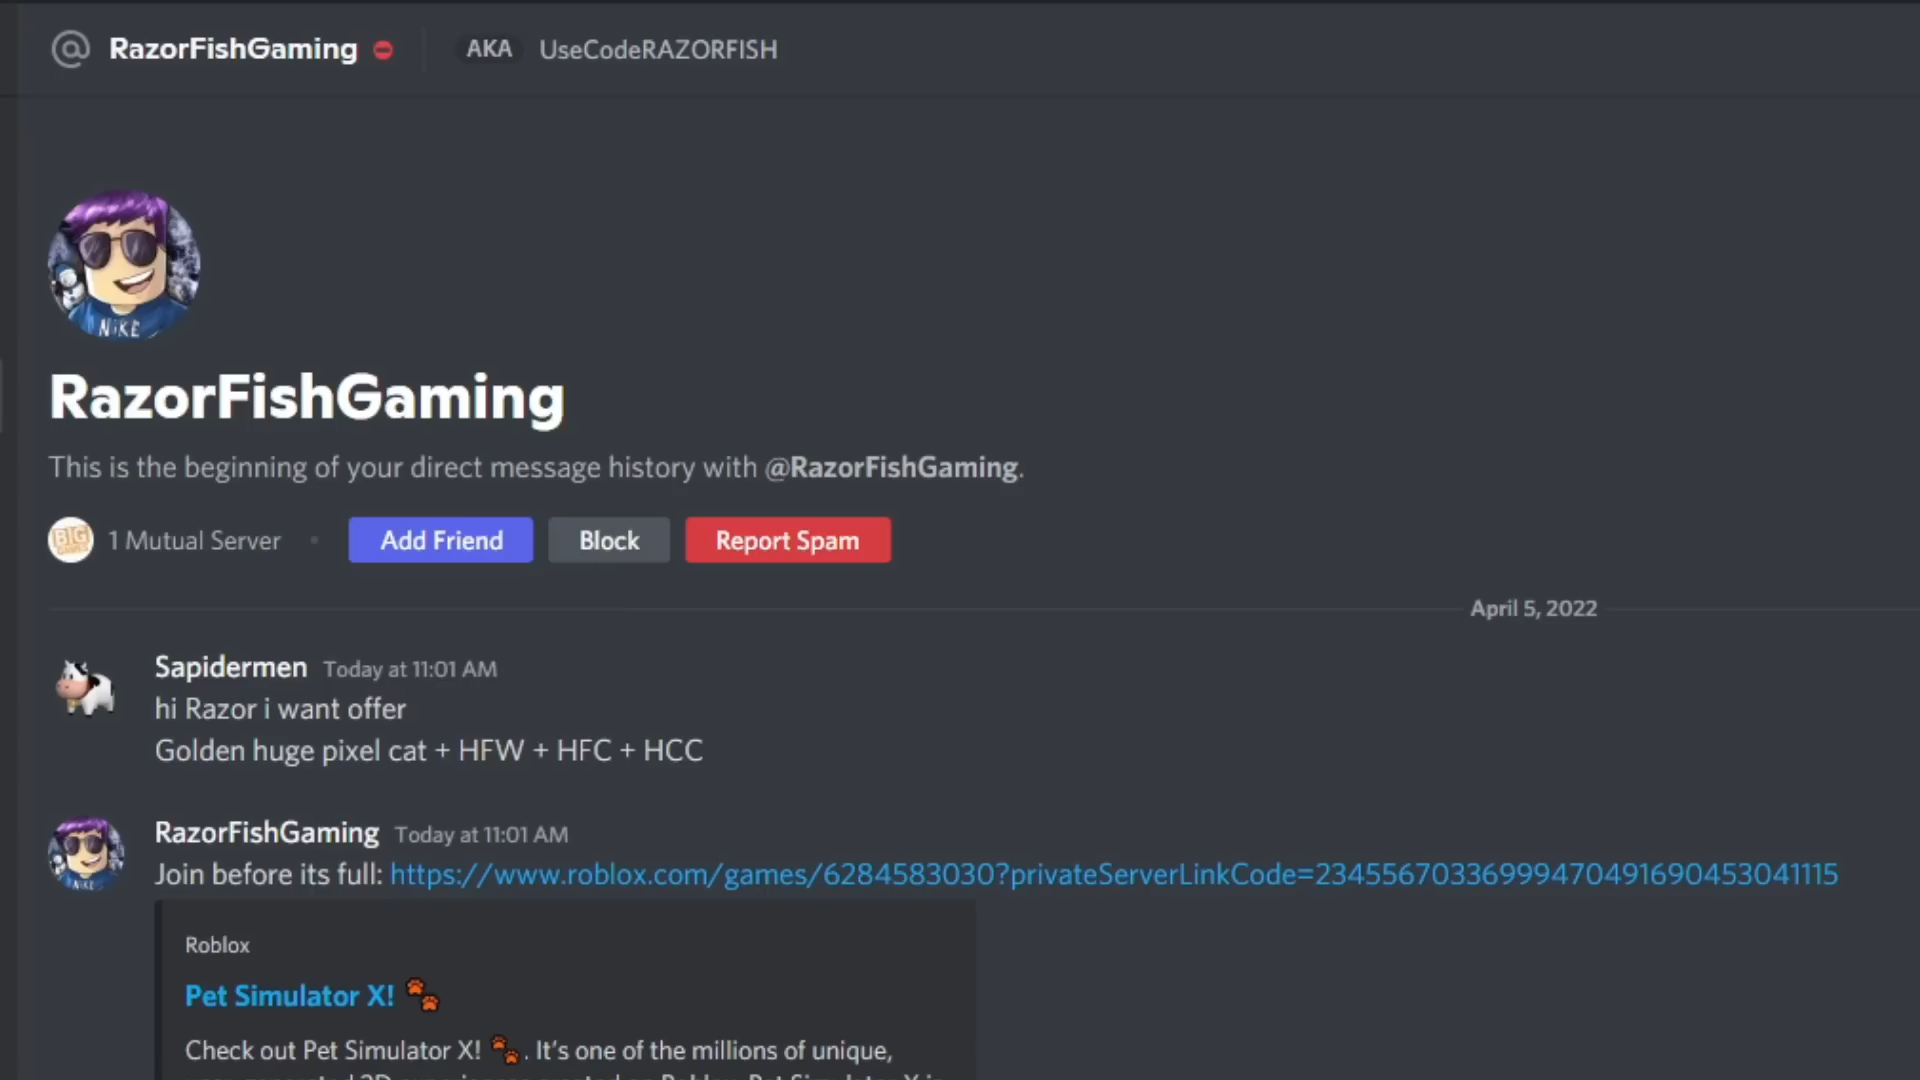 @ RazorFishGaming AKA UseCodeRAZORFISH
NIKE
RazorFishGaming
This is the beginning of your direct message history with @RazorFishGaming.
BIG GAMES 1 Mutual Server • Add Friend Block Report Spam
April 5, 2022
Sapidermen Today at 11:01 AM
hi Razor i want offer
Golden huge pixel cat + HFW + HFC + HCC
RazorFishGaming Today at 11:01 AM
Join before its full: https://www.roblox.com/games/6284583030?privateServerLinkCode=23455670336999470491690453041115
NIKE
Roblox
Pet Simulator X! 🐾
Check out Pet Simulator X! 🐾. It's one of the millions of unique,